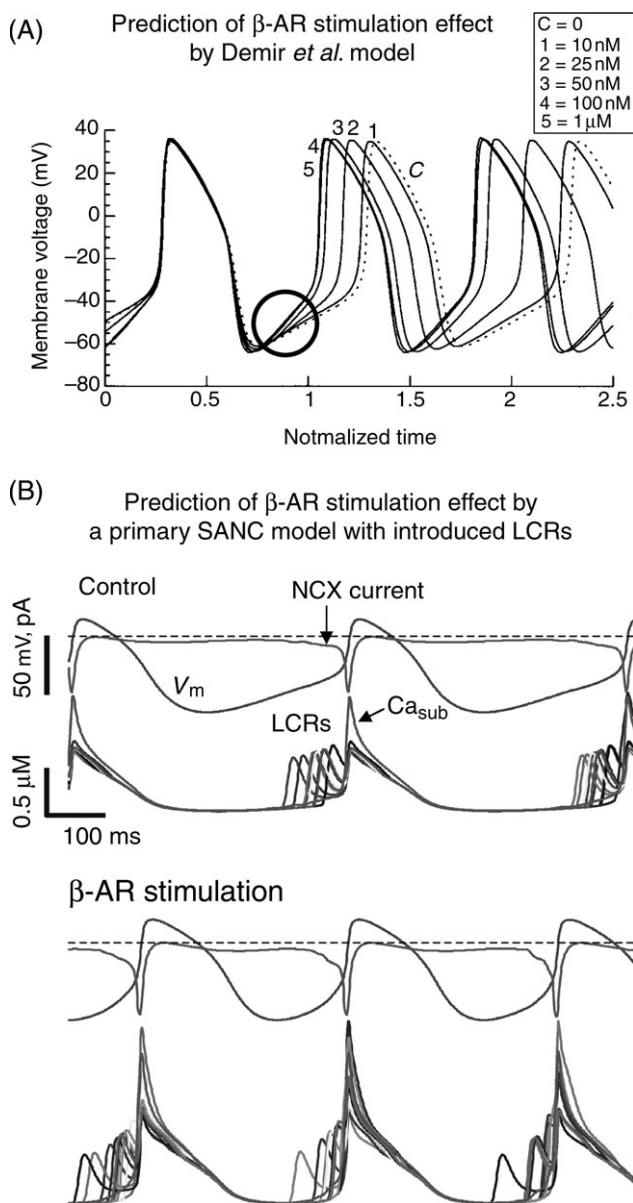 (A)
Prediction of β-AR stimulation effect
by Demir et al. model
C = 0
1 = 10 nM
2 = 25 nM
3 = 50 nM
4 = 100 nM
5 = 1 μM
Membrane voltage (mV)
40
20
0
−20
−40
−60
−80
4 3 2 1
5
C
0 0.5 1 1.5 2 2.5
Notmalized time
(B)
Prediction of β-AR stimulation effect by
a primary SANC model with introduced LCRs
Control
NCX current
50 mV, pA
Vm
LCRs
Casub
0.5 μM
100 ms
β-AR stimulation